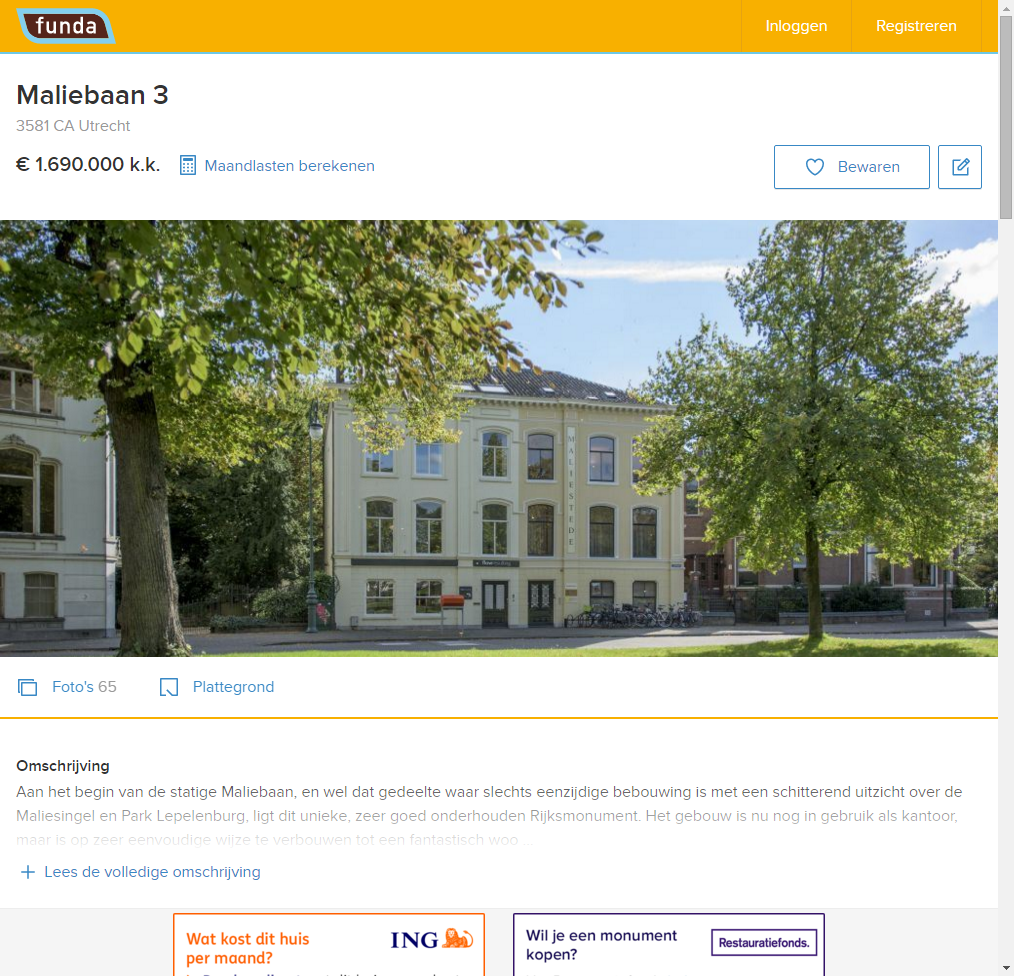 funda
Inloggen
Registreren
Maliebaan 3
3581 CA Utrecht
€ 1.690.000 k.k.
Maandlasten berekenen
Bewaren
MALIESTEDE
Foto's 65
Plattegrond
Omschrijving
Aan het begin van de statige Maliebaan, en wel dat gedeelte waar slechts eenzijdige bebouwing is met een schitterend uitzicht over de
Maliesingel en Park Lepelenburg, ligt dit unieke, zeer goed onderhouden Rijksmonument. Het gebouw is nu nog in gebruik als kantoor,
maar is op zeer eenvoudige wijze te verbouwen tot een fantastisch woo...
Lees de volledige omschrijving
Wat kost dit huis
per maand?
ING
Wil je een monument
kopen?
Restauratiefonds.